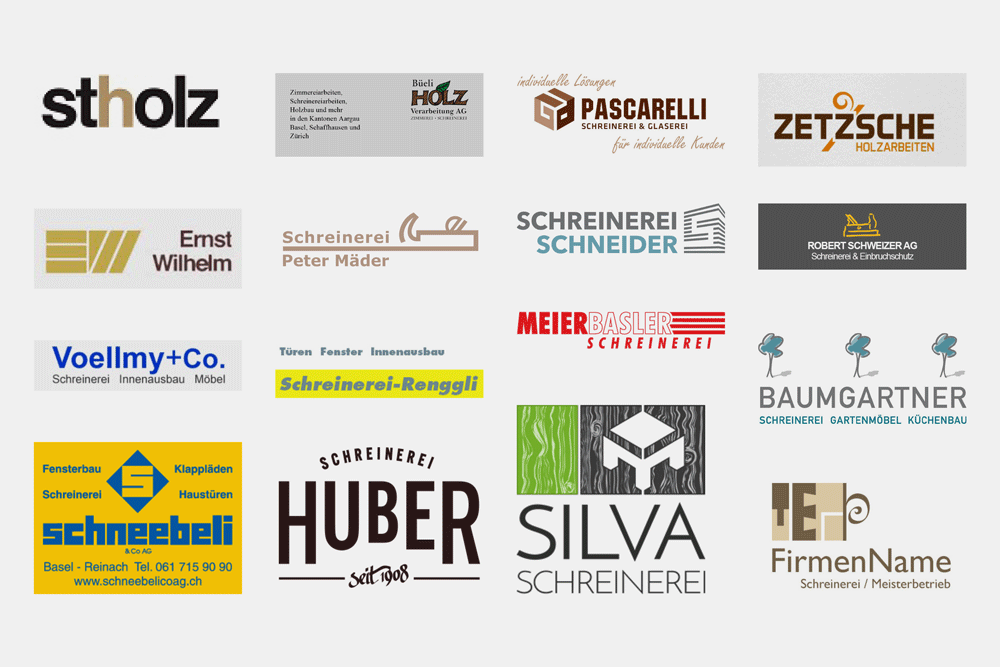 stholz
Zimmereiarbeiten,
Schreinereiarbeiten,
Holzbau und mehr
in den Kantonen Aargau
Basel, Schaffhausen und
Zürich
Büeli
HOLZ
Verarbeitung AG
ZIMMEREI · SCHREINEREI
individuelle Lösungen
PASCARELLI
SCHREINEREI & GLASEREI
für individuelle Kunden
ZETZSCHE
HOLZARBEITEN
EW
Ernst
Wilhelm
Schreinerei
Peter Mäder
SCHREINEREI
SCHNEIDER
ROBERT SCHWEIZER AG
Schreinerei & Einbruchschutz
Voellmy+Co.
Schreinerei Innenausbau Möbel
Türen Fenster Innenausbau
Schreinerei-Renggli
MEIERBASLER
SCHREINEREI
BAUMGARTNER
SCHREINEREI GARTENMÖBEL KÜCHENBAU
Fensterbau
Klappläden
S
Schreinerei
Haustüren
schneebeli
& Co AG
Basel - Reinach Tel. 061 715 90 90
www.schneebelicoag.ch
SCHREINEREI
HUBER
seit 1908
SILVA
SCHREINEREI
FirmenName
Schreinerei / Meisterbetrieb